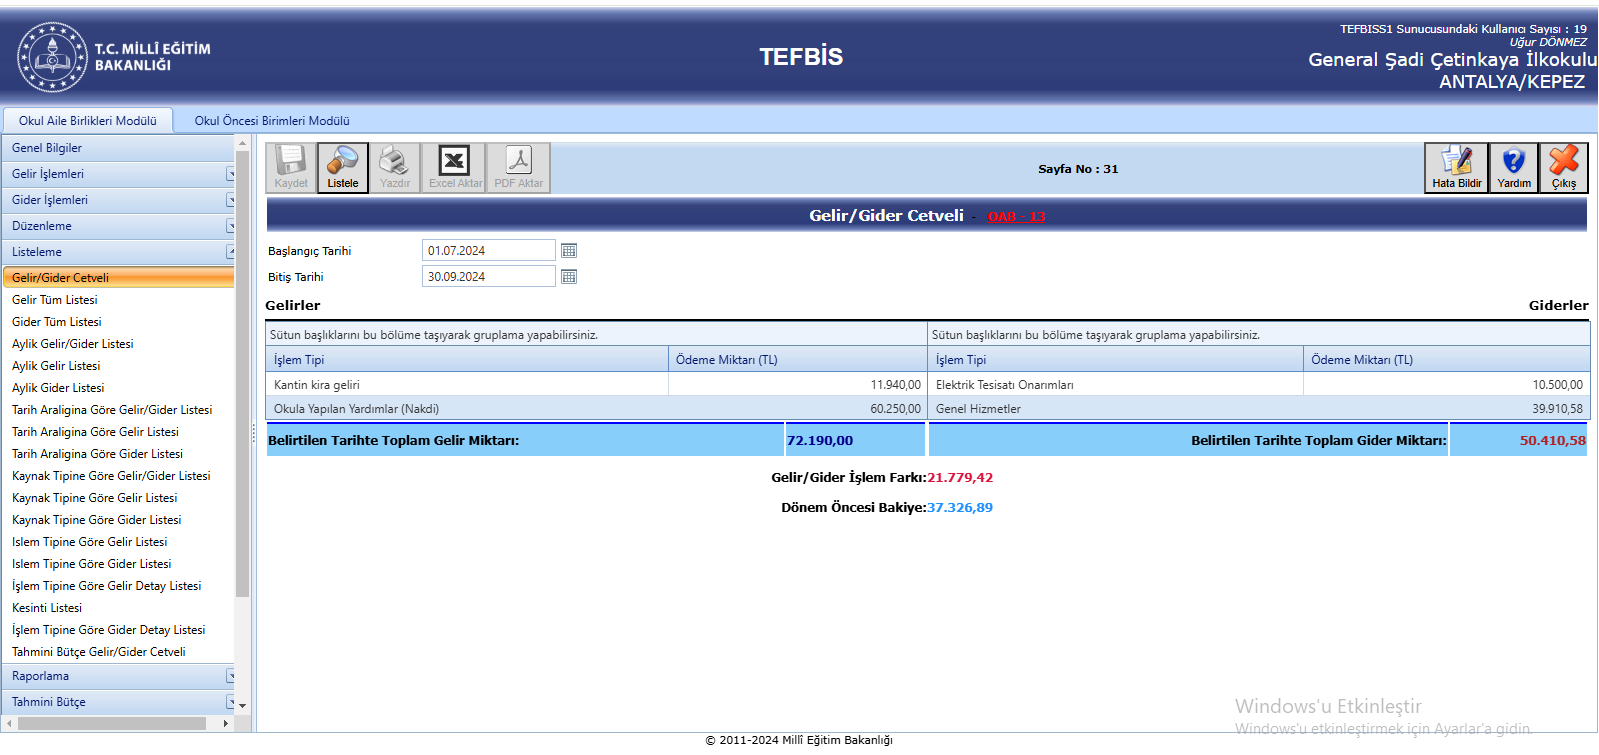 T.C. MİLLÎ EĞİTİM
BAKANLIĞI
TEFBİS
TEFBISS1 Sunucusundaki Kullanıcı Sayısı : 19
Uğur DÖNMEZ
General Şadi Çetinkaya İlkokulu
ANTALYA/KEPEZ
Okul Aile Birlikleri Modülü
Okul Öncesi Birimleri Modülü
Genel Bilgiler
Gelir İşlemleri
Gider İşlemleri
Düzenleme
Listeleme
Gelir/Gider Cetveli
Gelir Tüm Listesi
Gider Tüm Listesi
Aylik Gelir/Gider Listesi
Aylik Gelir Listesi
Aylik Gider Listesi
Tarih Araligina Göre Gelir/Gider Listesi
Tarih Araligina Göre Gelir Listesi
Tarih Araligina Göre Gider Listesi
Kaynak Tipine Göre Gelir/Gider Listesi
Kaynak Tipine Göre Gelir Listesi
Kaynak Tipine Göre Gider Listesi
Islem Tipine Göre Gelir Listesi
Islem Tipine Göre Gider Listesi
İşlem Tipine Göre Gelir Detay Listesi
Kesinti Listesi
İşlem Tipine Göre Gider Detay Listesi
Tahmini Bütçe Gelir/Gider Cetveli
Raporlama
Tahmini Bütçe
Kaydet
Listele
Yazdır
Excel Aktar
PDF Aktar
Sayfa No : 31
Hata Bildir
Yardım
Çıkış
Gelir/Gider Cetveli - OAB - 13
Başlangıç Tarihi 01.07.2024
Bitiş Tarihi 30.09.2024
Gelirler
Giderler
Sütun başlıklarını bu bölüme taşıyarak gruplama yapabilirsiniz.
Sütun başlıklarını bu bölüme taşıyarak gruplama yapabilirsiniz.
İşlem Tipi Ödeme Miktarı (TL) İşlem Tipi Ödeme Miktarı (TL)
Kantin kira geliri 11.940,00 Elektrik Tesisatı Onarımları 10.500,00
Okula Yapılan Yardımlar (Nakdi) 60.250,00 Genel Hizmetler 39.910,58
Belirtilen Tarihte Toplam Gelir Miktarı: 72.190,00 Belirtilen Tarihte Toplam Gider Miktarı: 50.410,58
Gelir/Gider İşlem Farkı:21.779,42
Dönem Öncesi Bakiye:37.326,89
Windows'u Etkinleştir
Windows'u etkinleştirmek için Ayarlar'a gidin.
© 2011-2024 Millî Eğitim Bakanlığı